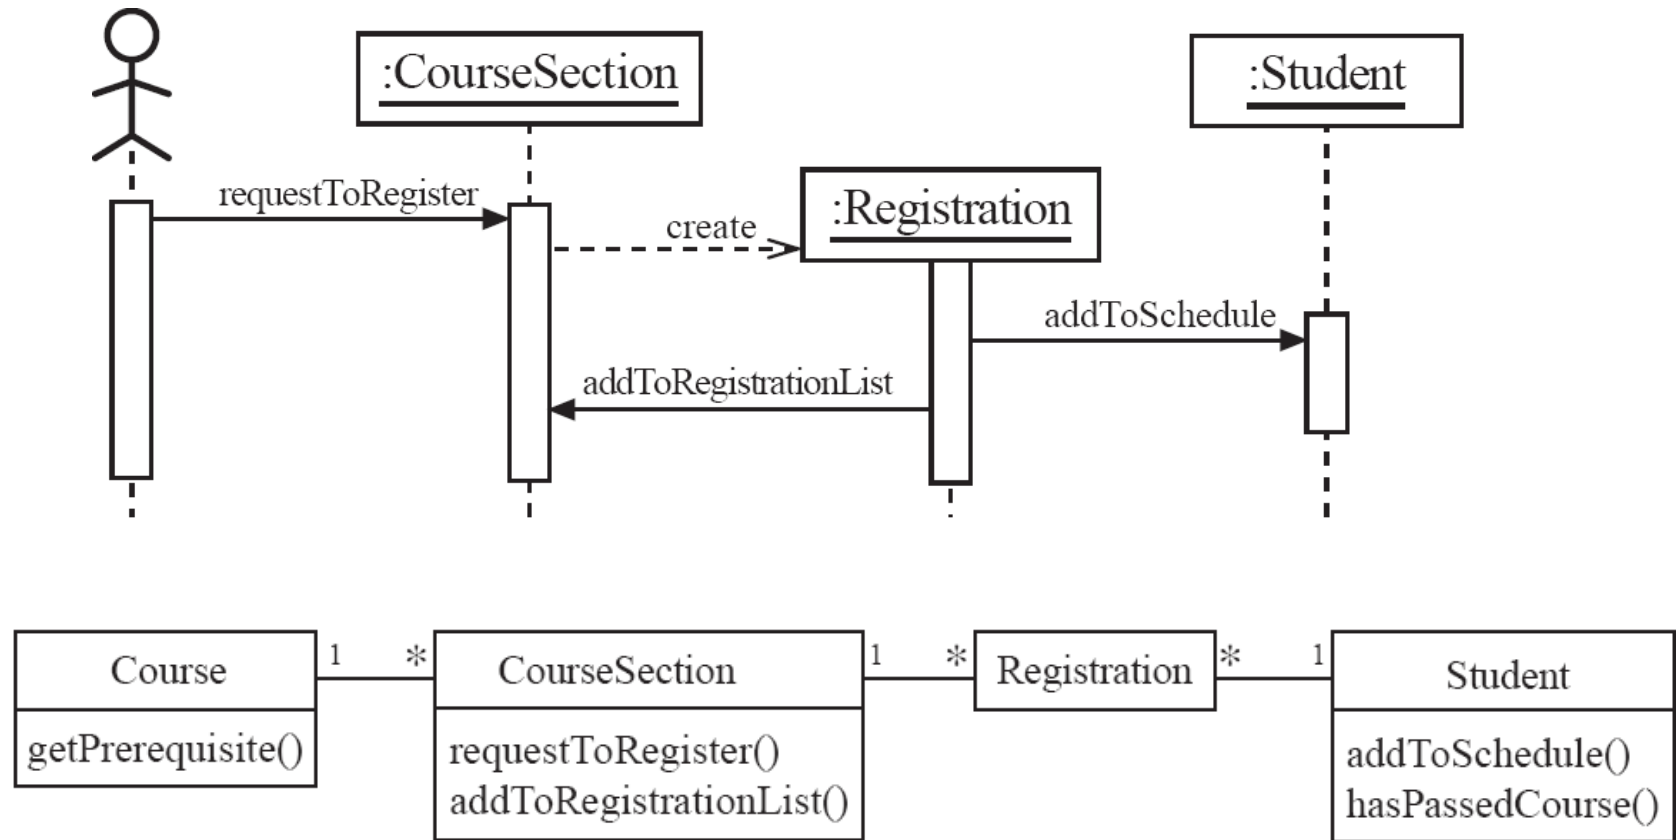 :CourseSection
:Student
requestToRegister
create
:Registration
addToSchedule
addToRegistrationList
Course
1
*
CourseSection
1
*
Registration
*
1
Student
getPrerequisite()
requestToRegister()
addToRegistrationList()
addToSchedule()
hasPassedCourse()